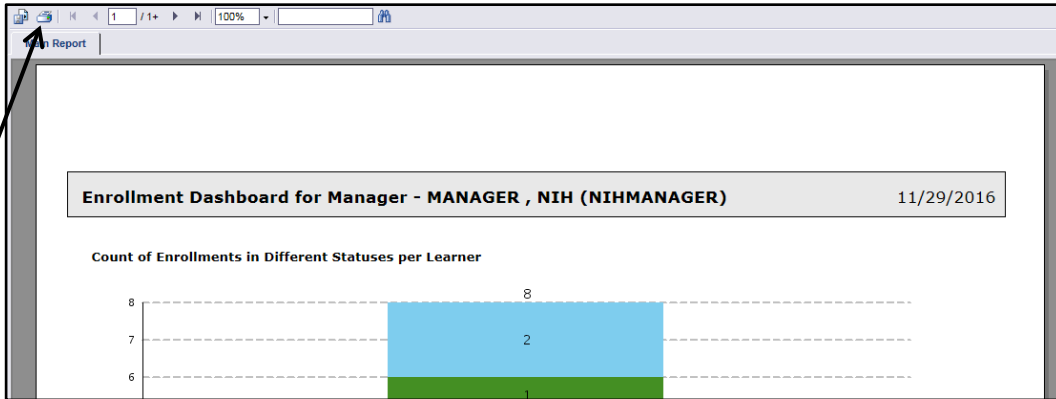 1 / 1+ 100%
Main Report
Enrollment Dashboard for Manager - MANAGER , NIH (NIHMANAGER) 11/29/2016
Count of Enrollments in Different Statuses per Learner
8
8
7 2
6
1